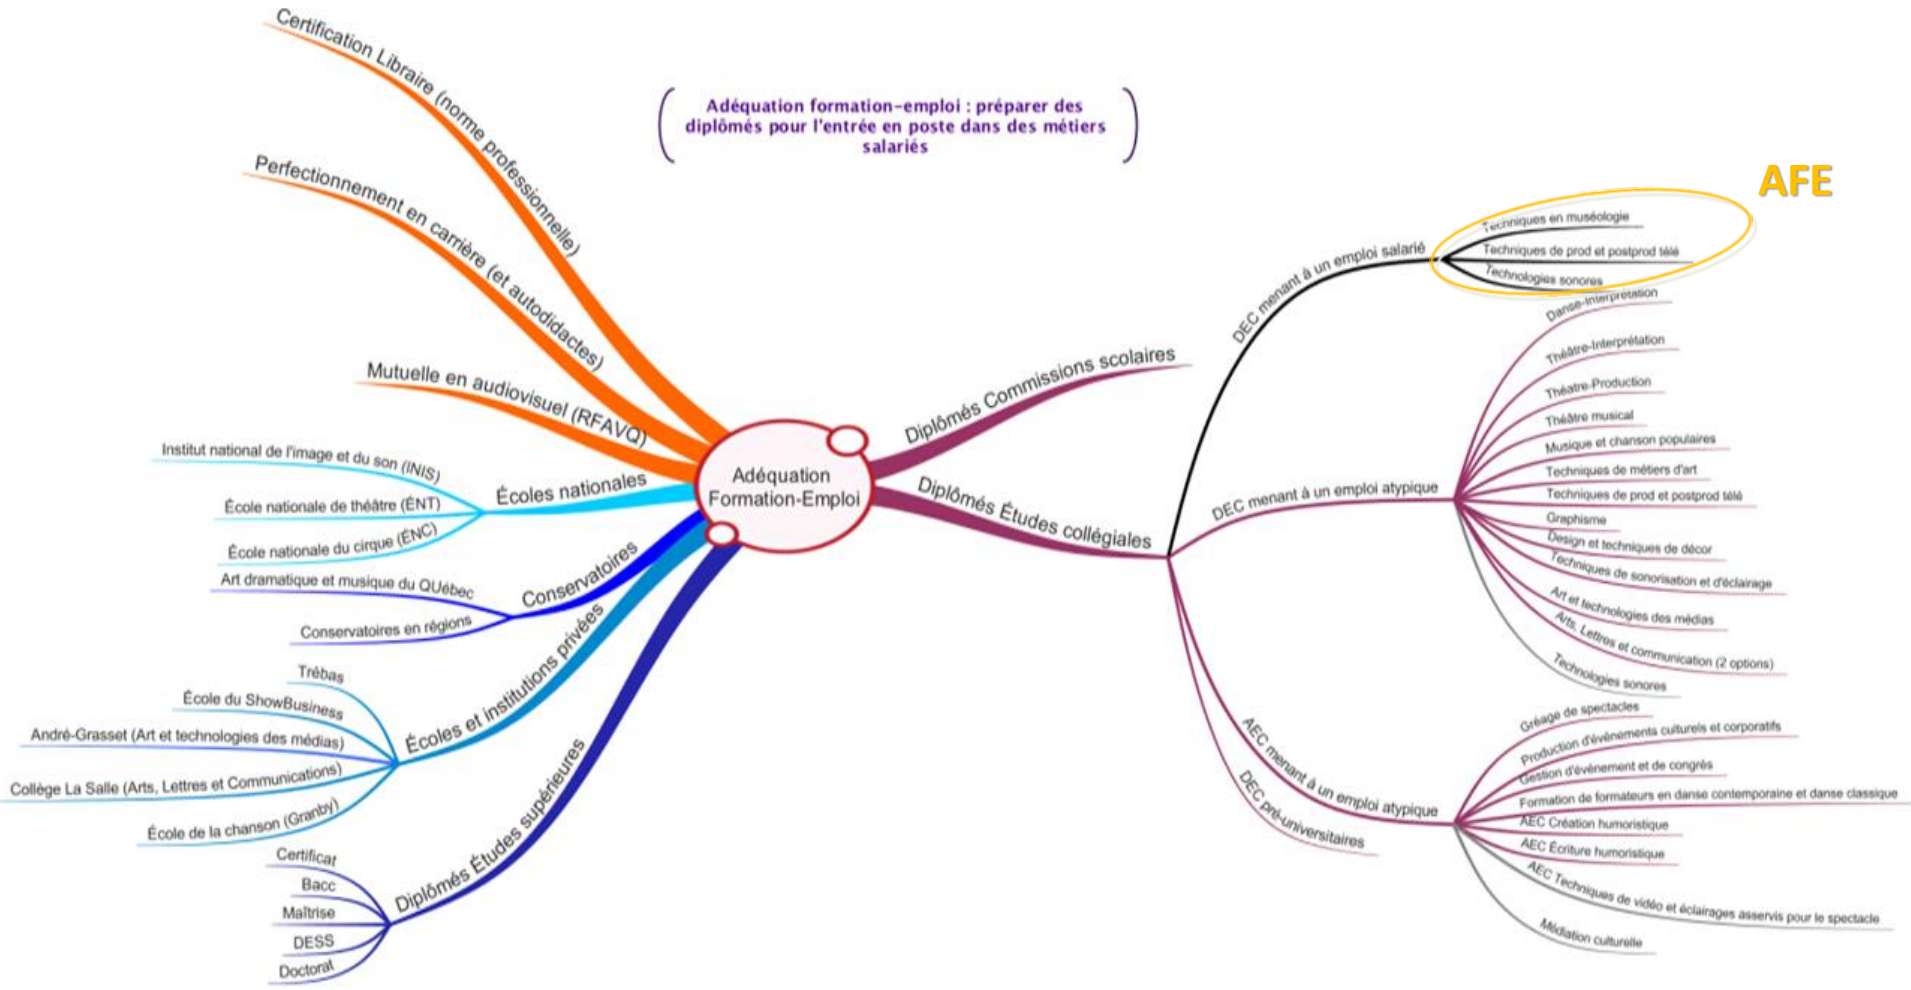 Certification Libraire (norme professionnelle)
Perfectionnement en carrière (et autodidactes)
Mutuelle en audiovisuel (RFAVQ)
Écoles nationales
Institut national de l'image et du son (INIS)
École nationale de théâtre (ÉNT)
École nationale du cirque (ÉNC)
Conservatoires
Art dramatique et musique du QUébec
Conservatoires en régions
Écoles et institutions privées
Trébas
École du ShowBusiness
André-Grasset (Art et technologies des médias)
Collège La Salle (Arts, Lettres et Communications)
École de la chanson (Granby)
Diplômés Études supérieures
Certificat
Bacc
Maîtrise
DESS
Doctorat
Adéquation formation-emploi : préparer des
diplômés pour l'entrée en poste dans des métiers
salariés
Adéquation
Formation-Emploi
Diplômés Commissions scolaires
Diplômés Études collégiales
DEC menant à un emploi salarié
AFE
Techniques en muséologie
Techniques de prod et postprod télé
Technologies sonores
DEC menant à un emploi atypique
Danse-Interprétation
Théâtre-Interprétation
Théatre-Production
Théâtre musical
Musique et chanson populaires
Techniques de métiers d'art
Techniques de prod et postprod télé
Graphisme
Design et techniques de décor
Techniques de sonorisation et d'éclairage
Art et technologies des médias
Arts, Lettres et communication (2 options)
Technologies sonores
AEC menant à un emploi atypique
Gréage de spectacles
Production d'évènements culturels et corporatifs
Gestion d'évènement et de congrès
Formation de formateurs en danse contemporaine et danse classique
AEC Création humoristique
AEC Écriture humoristique
AEC Techniques de vidéo et éclairages asservis pour le spectacle
Médiation culturelle
DEC pré-universitaires